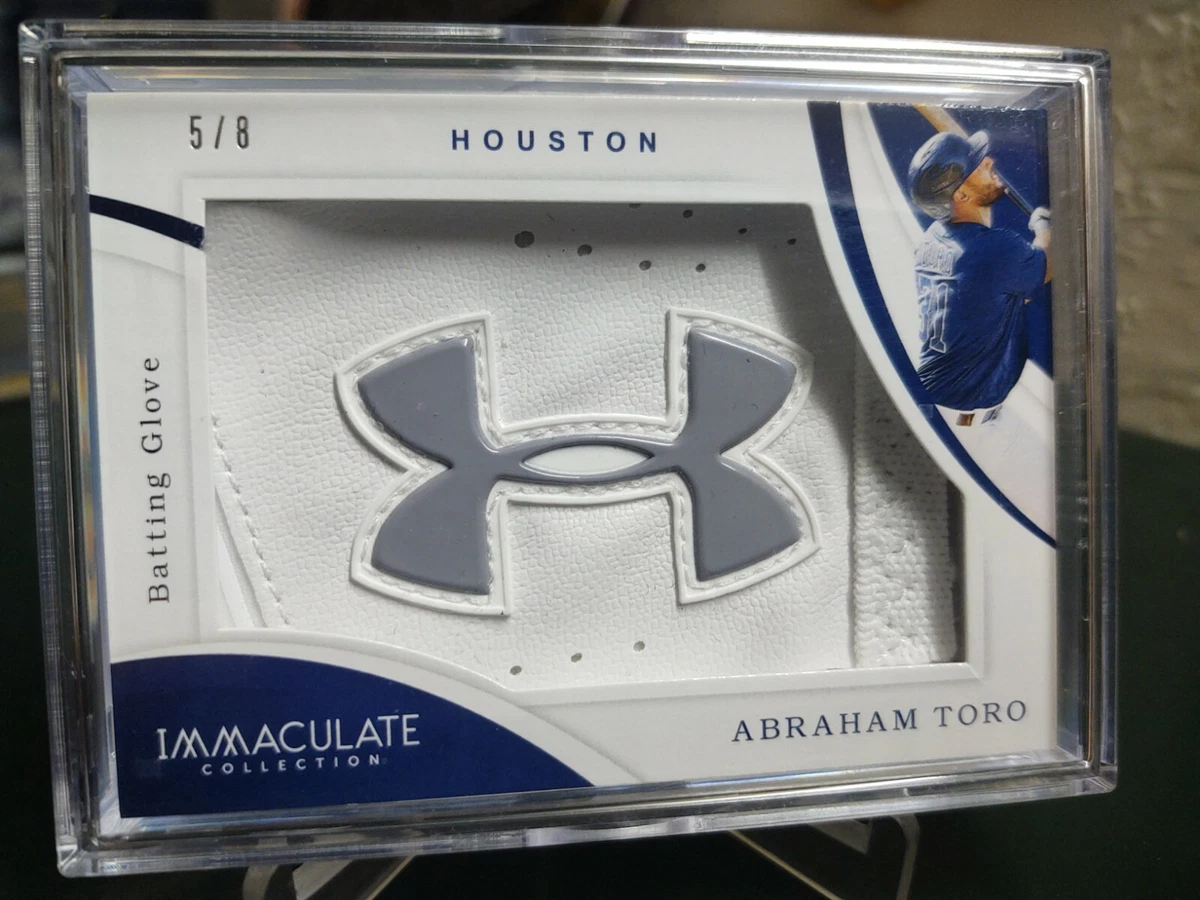 5/8
HOUSTON
Batting Glove
IMMACULATE
COLLECTION
ABRAHAM TORO